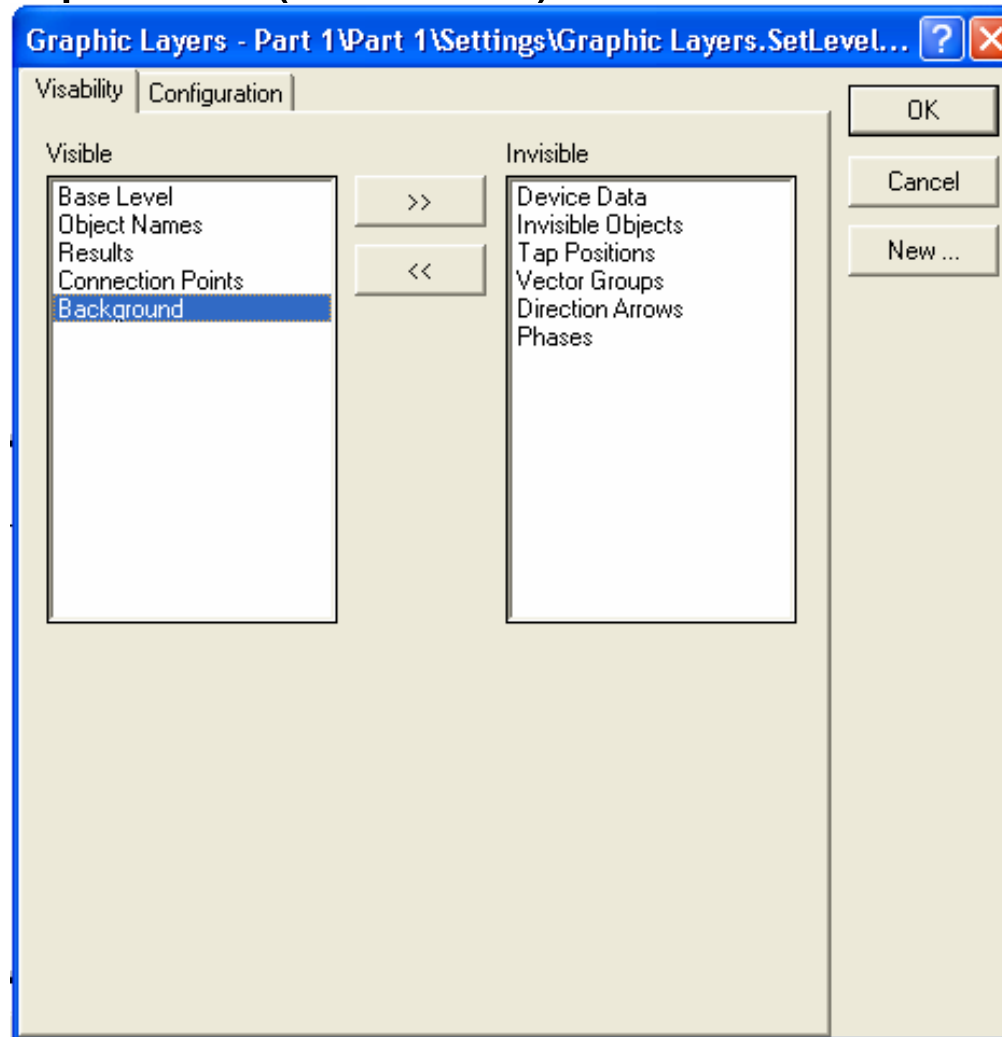 Graphic Layers - Part 1\Part 1\Settings\Graphic Layers.SetLevel...
Visability Configuration
OK
Visible Invisible
Cancel
Base Level
Object Names
Results
Connection Points
Background
>>
<<
Device Data
Invisible Objects
Tap Positions
Vector Groups
Direction Arrows
Phases
New ...